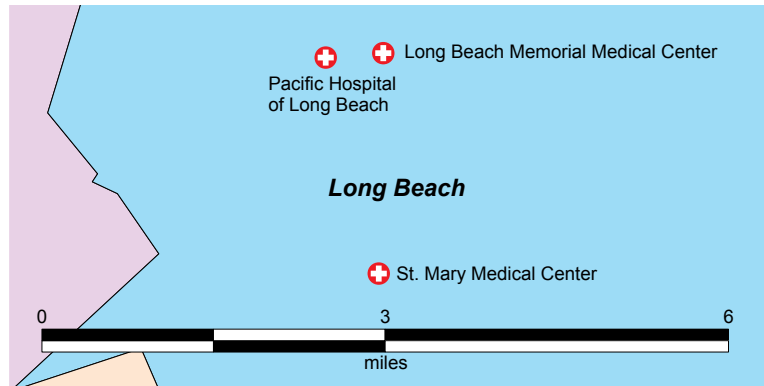 Long Beach Memorial Medical Center
Pacific Hospital
of Long Beach
Long Beach
St. Mary Medical Center
0 3 6
miles